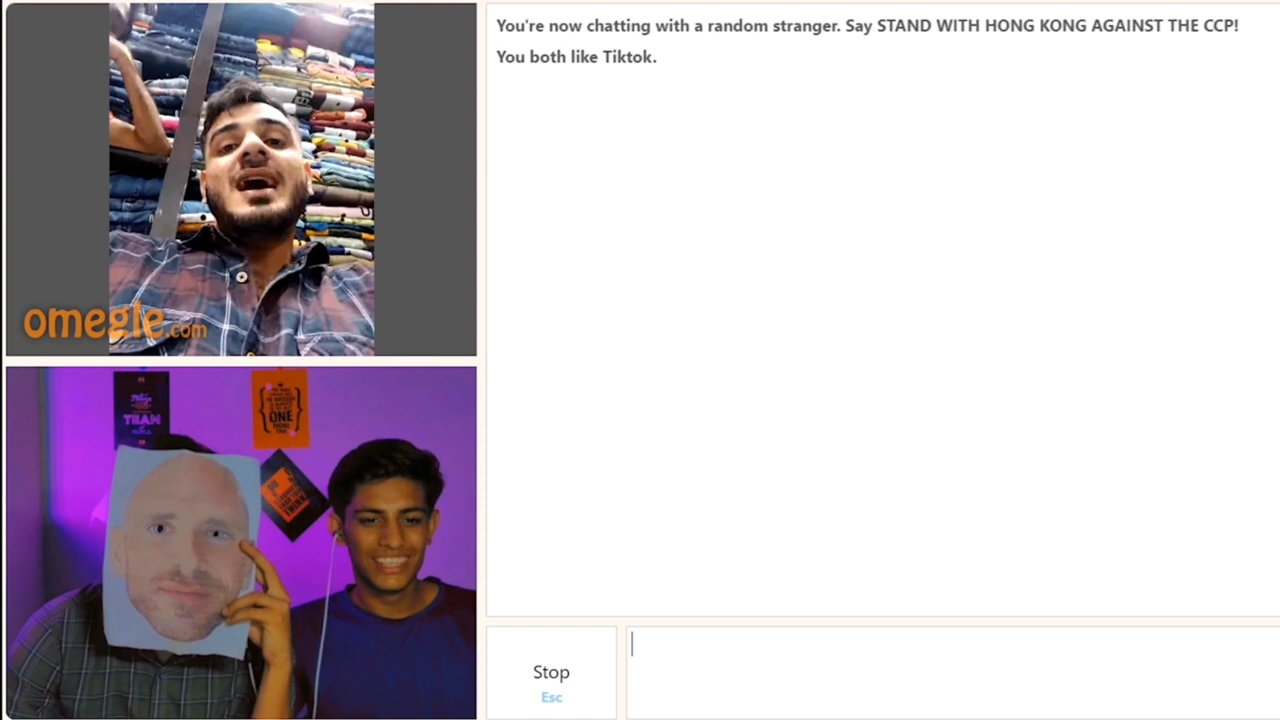 You're now chatting with a random stranger. Say STAND WITH HONG KONG AGAINST THE CCP!
You both like Tiktok.
omegle.com
TEAM
ONE
THINK
Stop
Esc